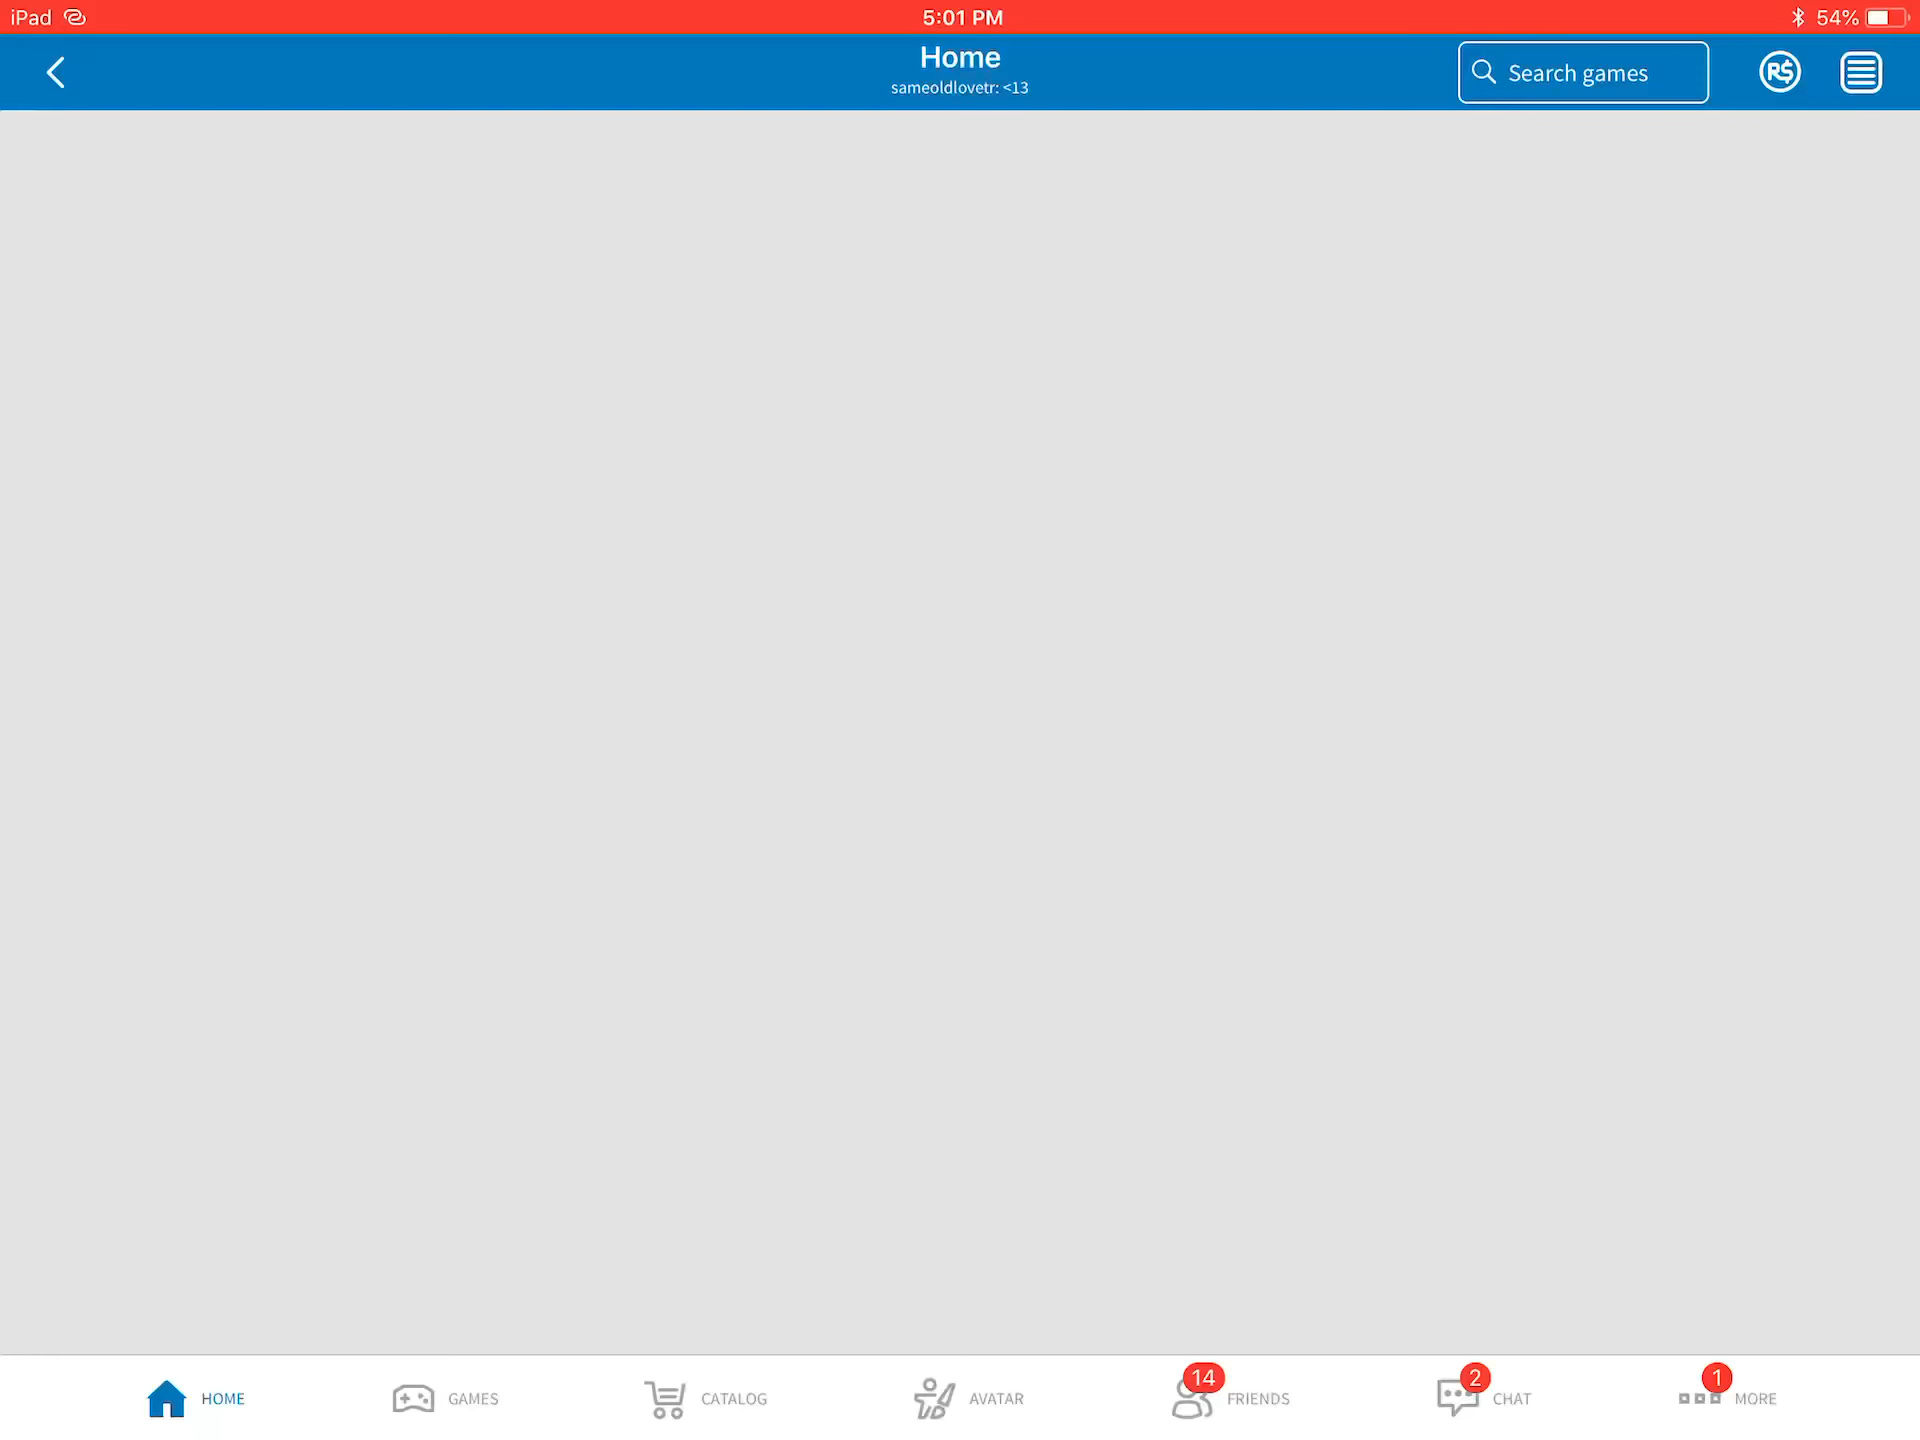 iPad 5:01 PM 54%
Home
sameoldlovetr: <13
Search games
R$
HOME GAMES CATALOG AVATAR 14 FRIENDS 2 CHAT 1 MORE